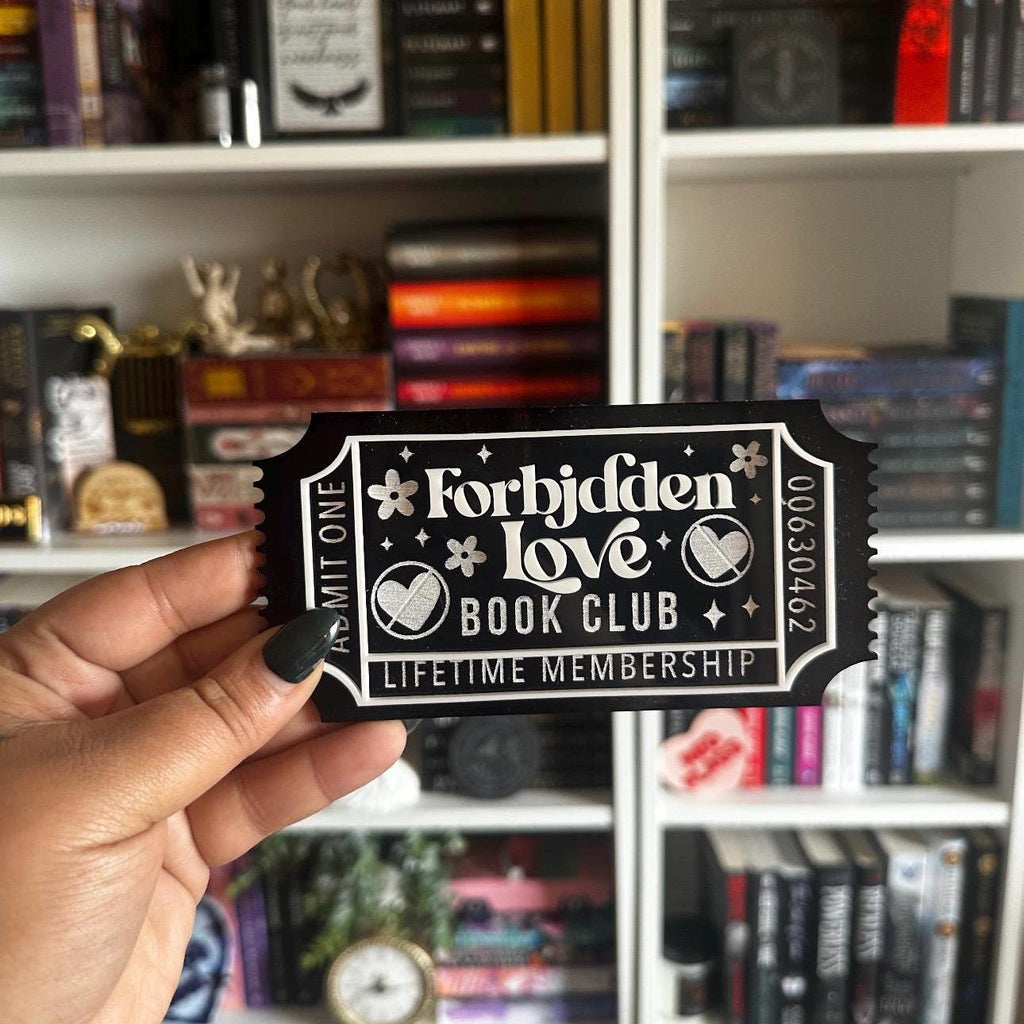 ADMIT ONE
Forbidden
Love
BOOK CLUB
LIFETIME MEMBERSHIP
00630462